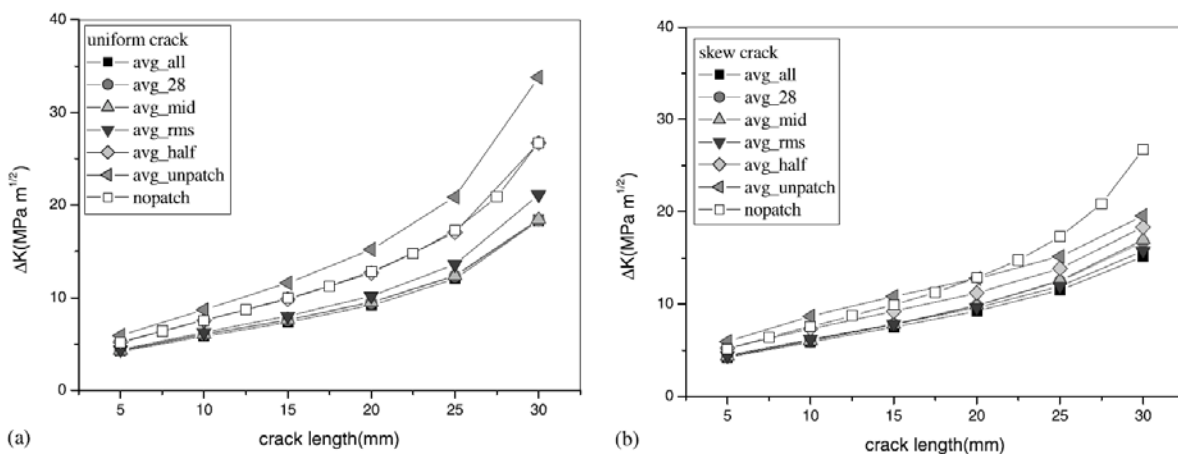 40
30
20
10
0
ΔK(MPa m^1/2)
uniform crack
avg_all
avg_28
avg_mid
avg_rms
avg_half
avg_unpatch
nopatch
5 10 15 20 25 30
crack length(mm)
(a)
40
30
20
10
0
ΔK(MPa m^1/2)
skew crack
avg_all
avg_28
avg_mid
avg_rms
avg_half
avg_unpatch
nopatch
5 10 15 20 25 30
crack length(mm)
(b)